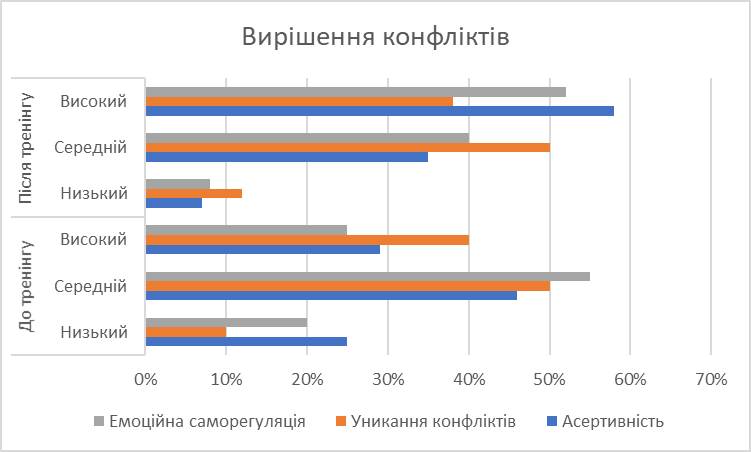 Вирішення конфліктів
Після тренінгу
Високий
Середній
Низький
До тренінгу
Високий
Середній
Низький
0% 10% 20% 30% 40% 50% 60% 70%
Емоційна саморегуляція Уникання конфліктів Асертивність